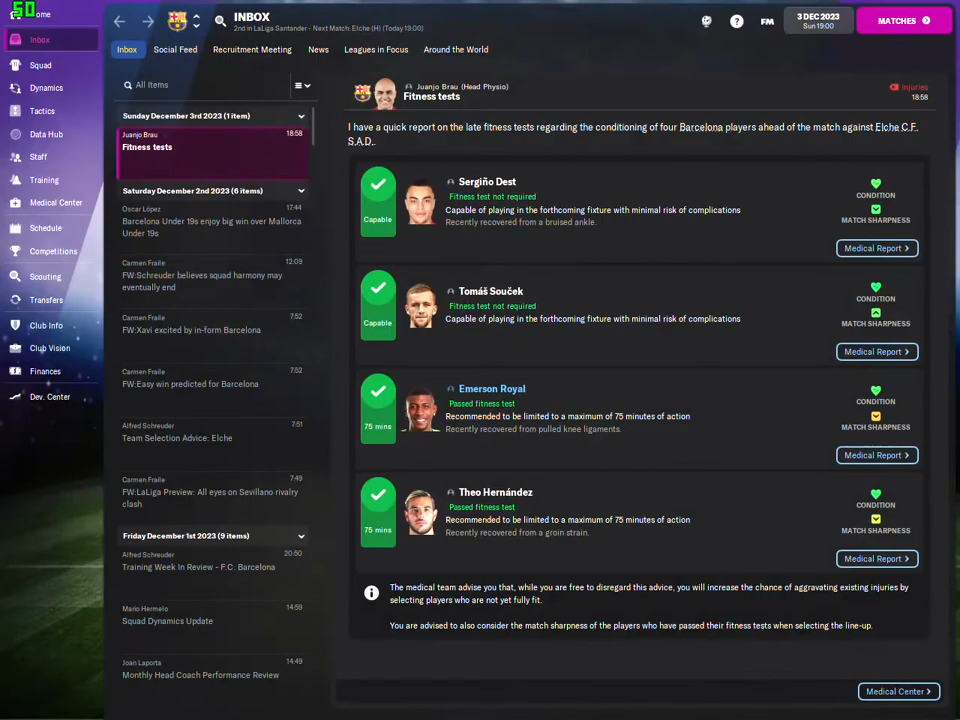 50
Home
INBOX
2nd in LaLiga Santander - Next Match: Elche (H) (Today 19:00)
FM
3 DEC 2023
Sun 19:00
MATCHES
Inbox
Squad
Dynamics
Tactics
Data Hub
Staff
Training
Medical Center
Schedule
Competitions
Scouting
Transfers
Club Info
Club Vision
Finances
Dev. Center
Inbox
Social Feed
Recruitment Meeting
News
Leagues in Focus
Around the World
All Items
Sunday December 3rd 2023 (1 item)
Juanjo Brau
18:58
Fitness tests
Saturday December 2nd 2023 (6 items)
Oscar López
17:44
Barcelona Under 19s enjoy big win over Mallorca
Under 19s
Carmen Fraile
12:09
FW:Schreuder believes squad harmony may
eventually end
Carmen Fraile
7:52
FW:Xavi excited by in-form Barcelona
Carmen Fraile
7:52
FW:Easy win predicted for Barcelona
Alfred Schreuder
7:51
Team Selection Advice: Elche
Carmen Fraile
7:49
FW:LaLiga Preview: All eyes on Sevillano rivalry
clash
Friday December 1st 2023 (9 items)
Alfred Schreuder
20:50
Training Week In Review - F.C. Barcelona
Mario Hermelo
14:59
Squad Dynamics Update
Joan Laporta
14:49
Monthly Head Coach Performance Review
Juanjo Brau (Head Physio)
Fitness tests
Injuries
18:58
I have a quick report on the late fitness tests regarding the conditioning of four Barcelona players ahead of the match against Elche C.F.
S.A.D..
Capable
Sergiño Dest
Fitness test not required
Capable of playing in the forthcoming fixture with minimal risk of complications
Recently recovered from a bruised ankle.
CONDITION
MATCH SHARPNESS
Medical Report
Capable
Tomáš Souček
Fitness test not required
Capable of playing in the forthcoming fixture with minimal risk of complications
CONDITION
MATCH SHARPNESS
Medical Report
75 mins
Emerson Royal
Passed fitness test
Recommended to be limited to a maximum of 75 minutes of action
Recently recovered from pulled knee ligaments.
CONDITION
MATCH SHARPNESS
Medical Report
75 mins
Theo Hernández
Passed fitness test
Recommended to be limited to a maximum of 75 minutes of action
Recently recovered from a groin strain.
CONDITION
MATCH SHARPNESS
Medical Report
The medical team advise you that, while you are free to disregard this advice, you will increase the chance of aggravating existing injuries by
selecting players who are not yet fully fit.
You are advised to also consider the match sharpness of the players who have passed their fitness tests when selecting the line-up.
Medical Center